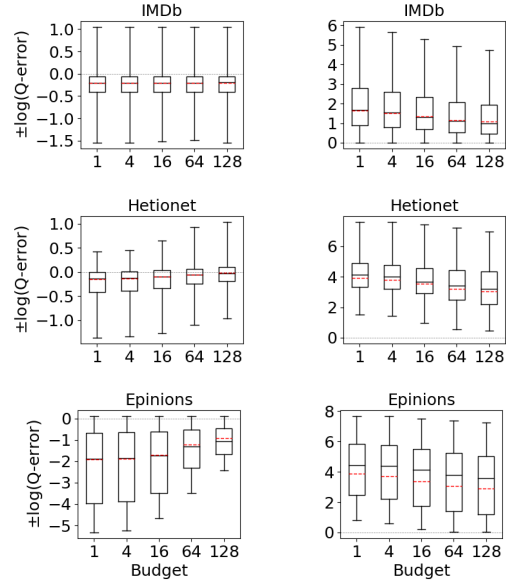 IMDb
±log(Q-error)
1.0
0.5
0.0
−0.5
−1.0
−1.5
1 4 16 64 128
IMDb
6
5
4
3
2
1
0
1 4 16 64 128
Hetionet
±log(Q-error)
1.0
0.5
0.0
−0.5
−1.0
1 4 16 64 128
Hetionet
6
4
2
0
1 4 16 64 128
Epinions
±log(Q-error)
0
−1
−2
−3
−4
−5
1 4 16 64 128
Budget
Epinions
8
6
4
2
0
1 4 16 64 128
Budget